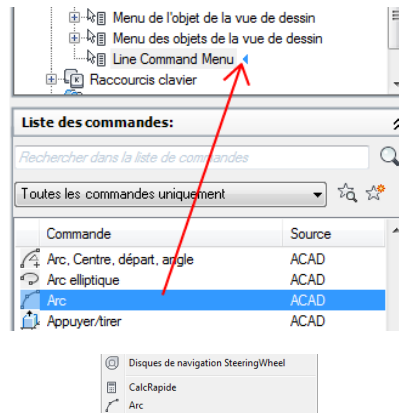 Menu de l'objet de la vue de dessin
Menu des objets de la vue de dessin
Line Command Menu
Raccourcis clavier
Liste des commandes:
Rechercher dans la liste de commandes
Toutes les commandes uniquement
Commande Source
Arc, Centre, départ, angle ACAD
Arc elliptique ACAD
Arc ACAD
Appuyer/tirer ACAD
Disques de navigation SteeringWheel
CalcRapide
Arc